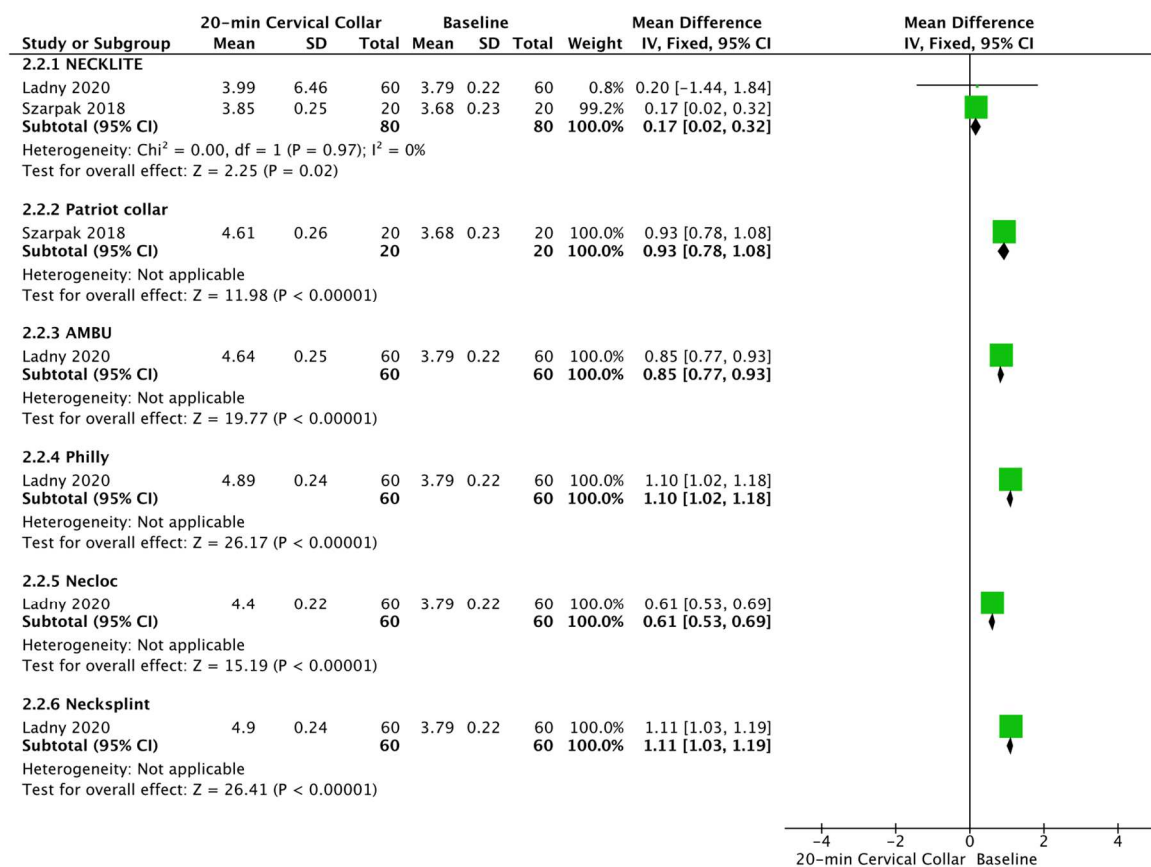 20-min Cervical Collar Baseline Mean Difference Mean Difference
Study or Subgroup Mean SD Total Mean SD Total Weight IV, Fixed, 95% CI IV, Fixed, 95% CI
2.2.1 NECKLITE
Ladny 2020 3.99 6.46 60 3.79 0.22 60 0.8% 0.20 [-1.44, 1.84]
Szarpak 2018 3.85 0.25 20 3.68 0.23 20 99.2% 0.17 [0.02, 0.32]
Subtotal (95% CI) 80 80 100.0% 0.17 [0.02, 0.32]
Heterogeneity: Chi² = 0.00, df = 1 (P = 0.97); I² = 0%
Test for overall effect: Z = 2.25 (P = 0.02)
2.2.2 Patriot collar
Szarpak 2018 4.61 0.26 20 3.68 0.23 20 100.0% 0.93 [0.78, 1.08]
Subtotal (95% CI) 20 20 100.0% 0.93 [0.78, 1.08]
Heterogeneity: Not applicable
Test for overall effect: Z = 11.98 (P < 0.00001)
2.2.3 AMBU
Ladny 2020 4.64 0.25 60 3.79 0.22 60 100.0% 0.85 [0.77, 0.93]
Subtotal (95% CI) 60 60 100.0% 0.85 [0.77, 0.93]
Heterogeneity: Not applicable
Test for overall effect: Z = 19.77 (P < 0.00001)
2.2.4 Philly
Ladny 2020 4.89 0.24 60 3.79 0.22 60 100.0% 1.10 [1.02, 1.18]
Subtotal (95% CI) 60 60 100.0% 1.10 [1.02, 1.18]
Heterogeneity: Not applicable
Test for overall effect: Z = 26.17 (P < 0.00001)
2.2.5 Necloc
Ladny 2020 4.4 0.22 60 3.79 0.22 60 100.0% 0.61 [0.53, 0.69]
Subtotal (95% CI) 60 60 100.0% 0.61 [0.53, 0.69]
Heterogeneity: Not applicable
Test for overall effect: Z = 15.19 (P < 0.00001)
2.2.6 Necksplint
Ladny 2020 4.9 0.24 60 3.79 0.22 60 100.0% 1.11 [1.03, 1.19]
Subtotal (95% CI) 60 60 100.0% 1.11 [1.03, 1.19]
Heterogeneity: Not applicable
Test for overall effect: Z = 26.41 (P < 0.00001)
-4 -2 0 2 4
20-min Cervical Collar Baseline